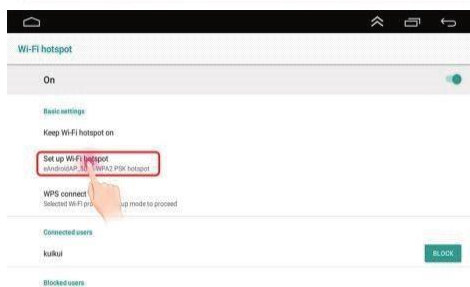 Wi-Fi hotspot
On
Basic settings
Keep Wi-Fi hotspot on
Set up Wi-Fi hotspot
WPA2 PSK hotspot
WPS connect
Selected Wi-Fi up mode to proceed
Connected users
kuikui
BLOCK
Blocked users